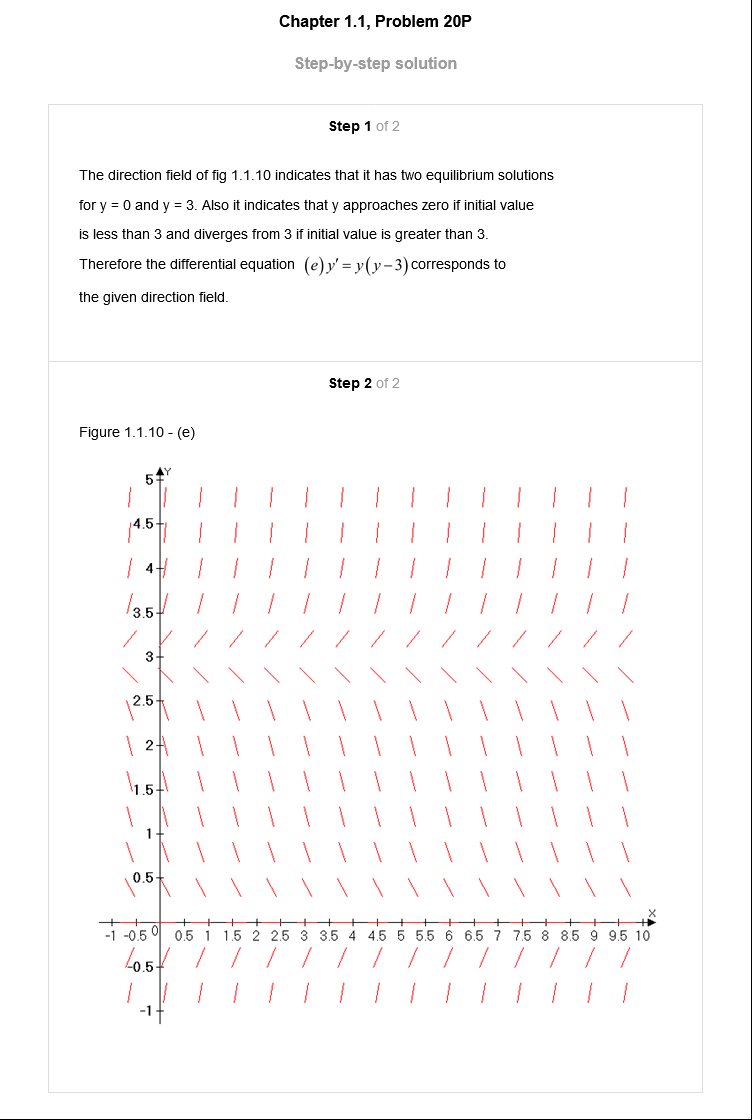 Chapter 1.1, Problem 20P
Step-by-step solution
Step 1 of 2
The direction field of fig 1.1.10 indicates that it has two equilibrium solutions
for y = 0 and y = 3. Also it indicates that y approaches zero if initial value
is less than 3 and diverges from 3 if initial value is greater than 3.
Therefore the differential equation (e) y′ = y(y−3) corresponds to
the given direction field.
Step 2 of 2
Figure 1.1.10 - (e)
Y
5
4.5
4
3.5
3
2.5
2
1.5
1
0.5
X
-1 -0.5 0 0.5 1 1.5 2 2.5 3 3.5 4 4.5 5 5.5 6 6.5 7 7.5 8 8.5 9 9.5 10
-0.5
-1